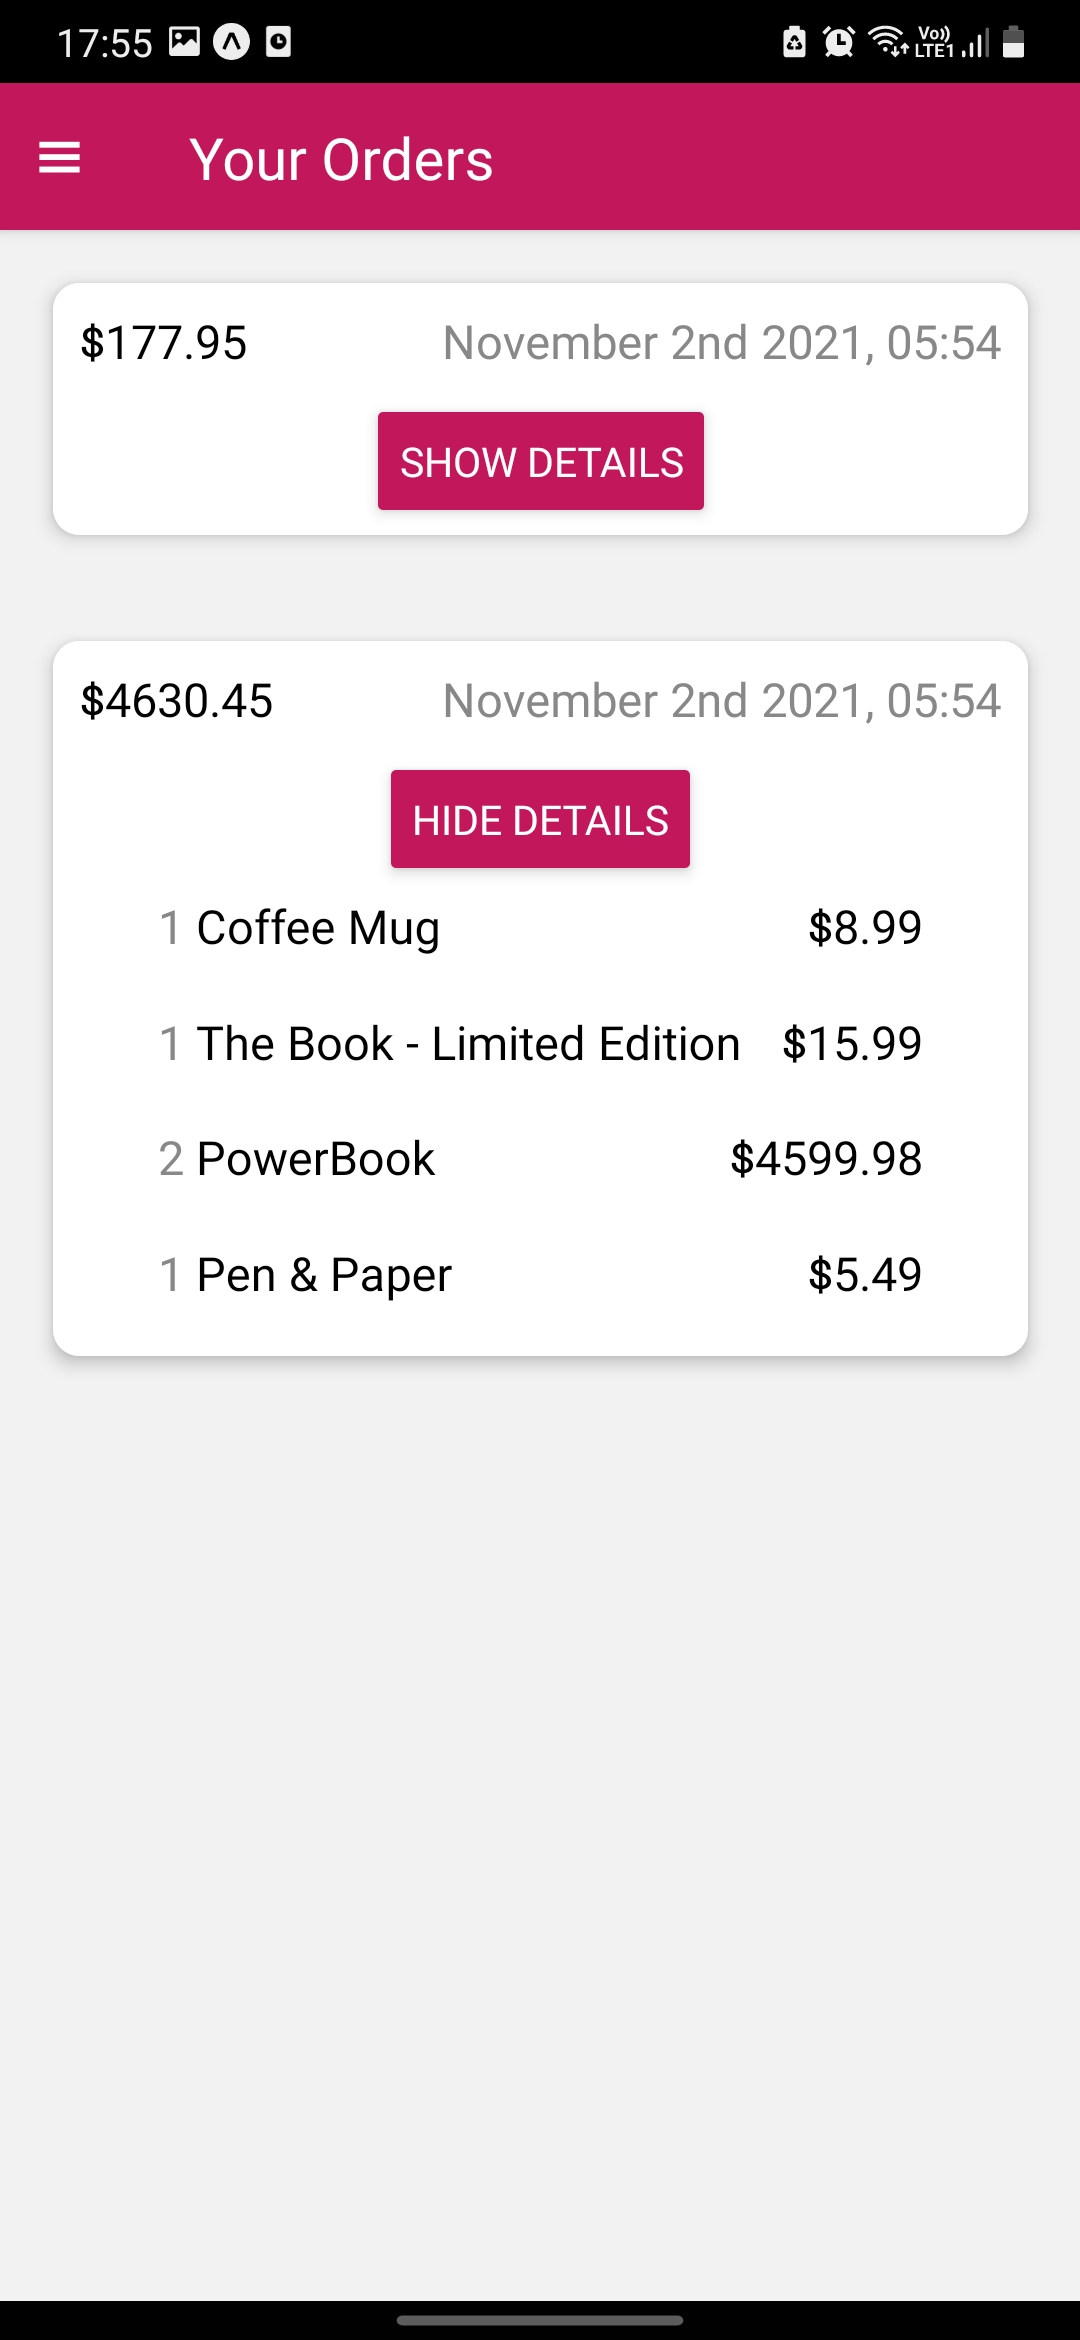 17:55 Vo)) LTE1
Your Orders
$177.95 November 2nd 2021, 05:54
SHOW DETAILS
$4630.45 November 2nd 2021, 05:54
HIDE DETAILS
1 Coffee Mug $8.99
1 The Book - Limited Edition $15.99
2 PowerBook $4599.98
1 Pen & Paper $5.49